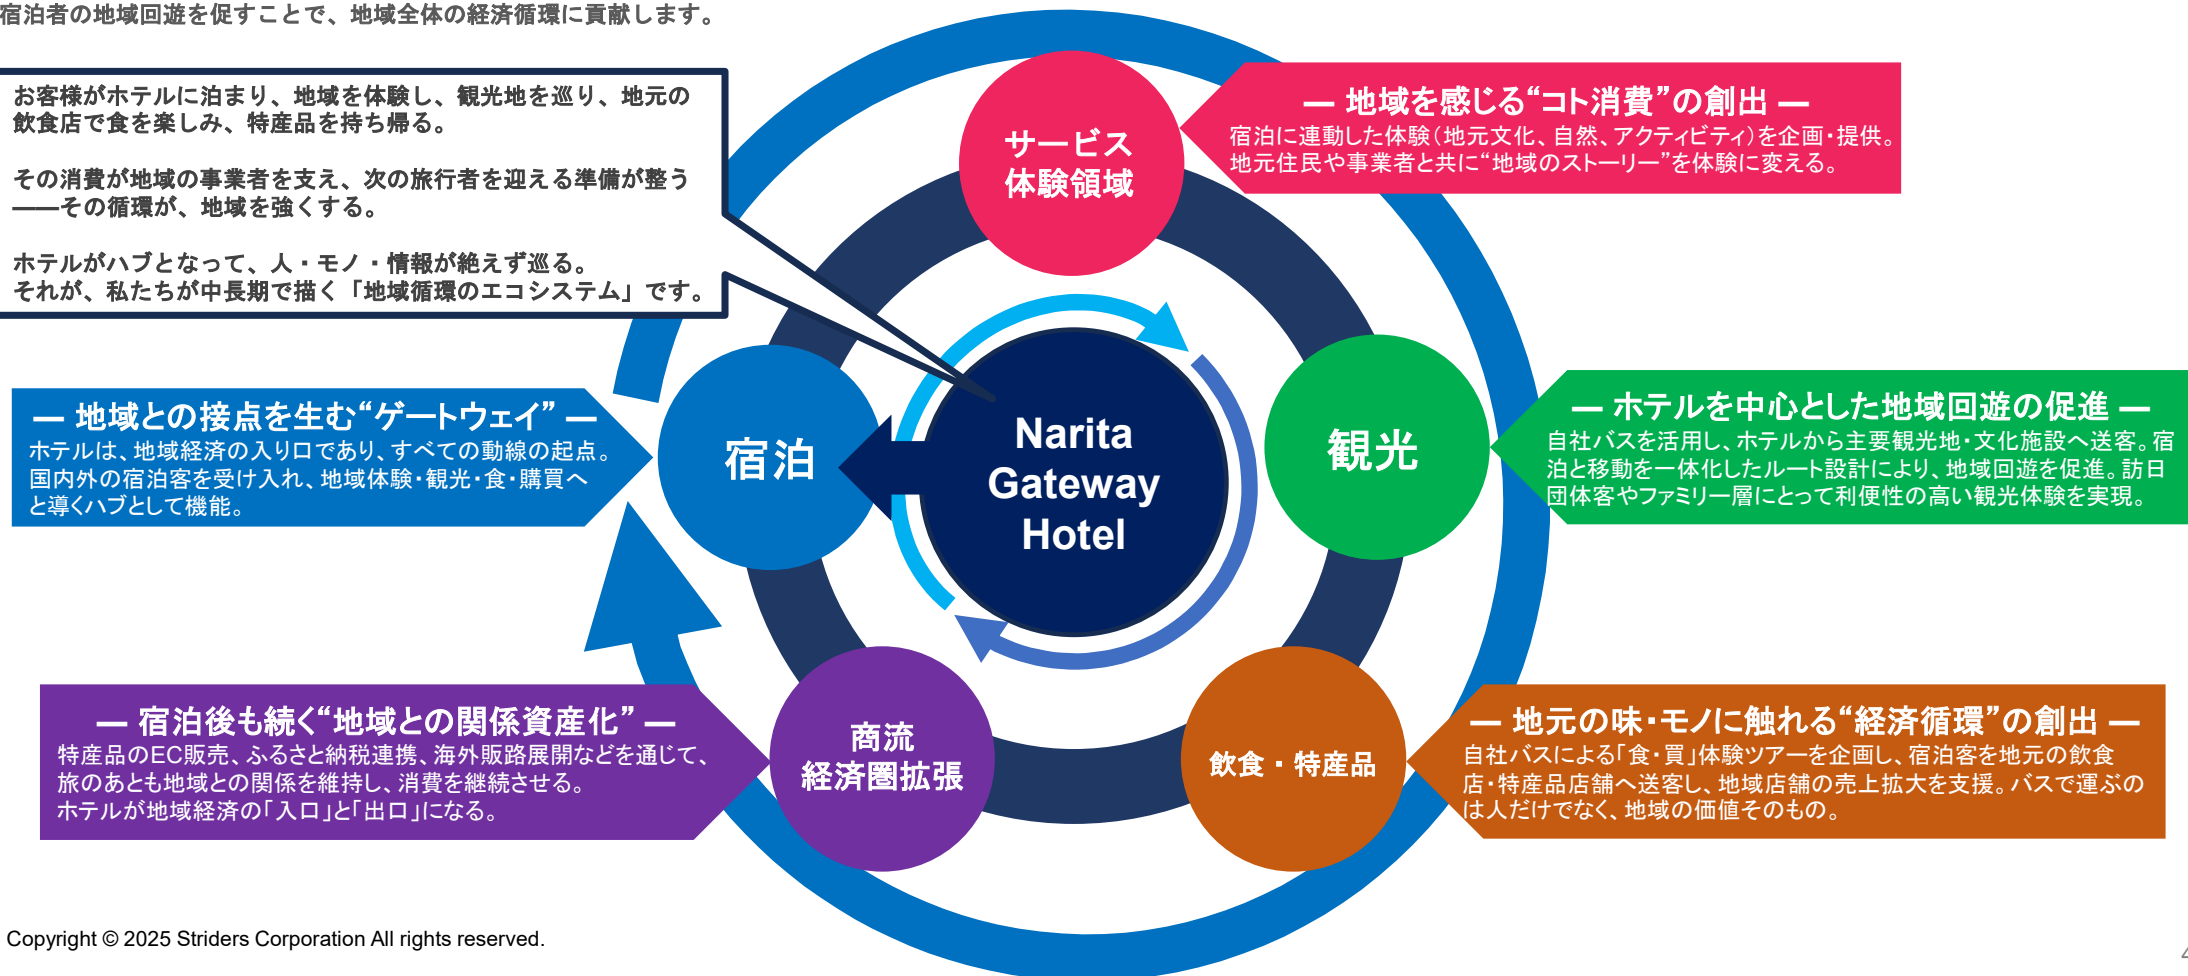 宿泊者の地域回遊を促すことで、地域全体の経済循環に貢献します。
お客様がホテルに泊まり、地域を体験し、観光地を巡り、地元の
飲食店で食を楽しみ、特産品を持ち帰る。
その消費が地域の事業者を支え、次の旅行者を迎える準備が整う
――その循環が、地域を強くする。
ホテルがハブとなって、人・モノ・情報が絶えず巡る。
それが、私たちが中長期で描く「地域循環のエコシステム」です。
サービス
体験領域
― 地域を感じる“コト消費”の創出 ―
宿泊に連動した体験（地元文化、自然、アクティビティ）を企画・提供。
地元住民や事業者と共に“地域のストーリー”を体験に変える。
― 地域との接点を生む“ゲートウェイ” ―
ホテルは、地域経済の入り口であり、すべての動線の起点。
国内外の宿泊客を受け入れ、地域体験・観光・食・購買へ
と導くハブとして機能。
宿泊
Narita
Gateway
Hotel
観光
― ホテルを中心とした地域回遊の促進 ―
自社バスを活用し、ホテルから主要観光地・文化施設へ送客。宿
泊と移動を一体化したルート設計により、地域回遊を促進。訪日
団体客やファミリー層にとって利便性の高い観光体験を実現。
― 宿泊後も続く“地域との関係資産化” ―
特産品のEC販売、ふるさと納税連携、海外販路展開などを通じて、
旅のあとも地域との関係を維持し、消費を継続させる。
ホテルが地域経済の「入口」と「出口」になる。
商流
経済圏拡張
飲食・特産品
― 地元の味・モノに触れる“経済循環”の創出 ―
自社バスによる「食・買」体験ツアーを企画し、宿泊客を地元の飲食
店・特産品店舗へ送客し、地域店舗の売上拡大を支援。バスで運ぶの
は人だけでなく、地域の価値そのもの。
Copyright © 2025 Striders Corporation All rights reserved.